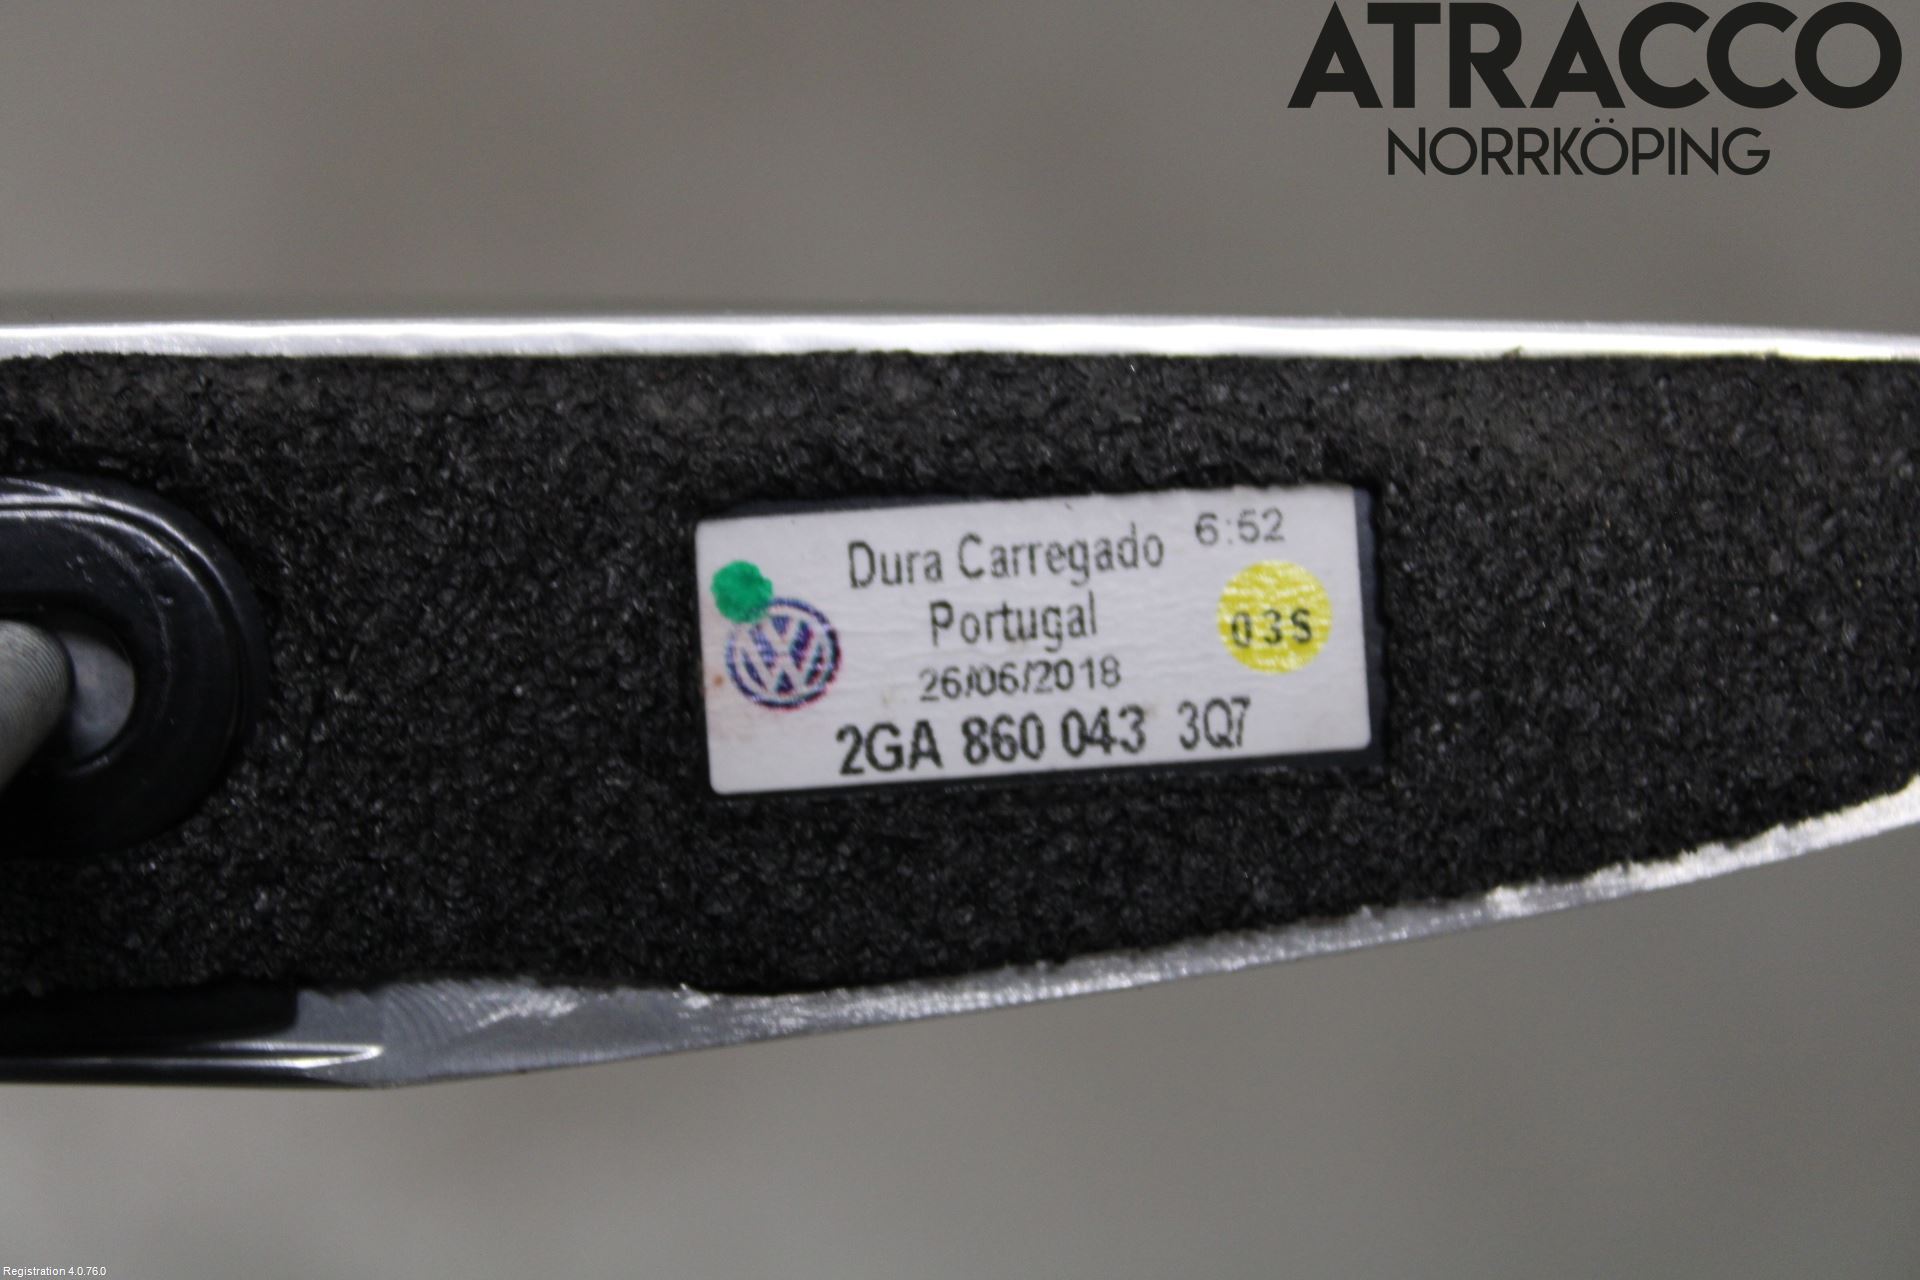 ATRACCO
NORRKÖPING
Dura Carregado 6:52
Portugal
03S
26/06/2018
2GA 860 043 3Q7
Registration 4.0.76.0